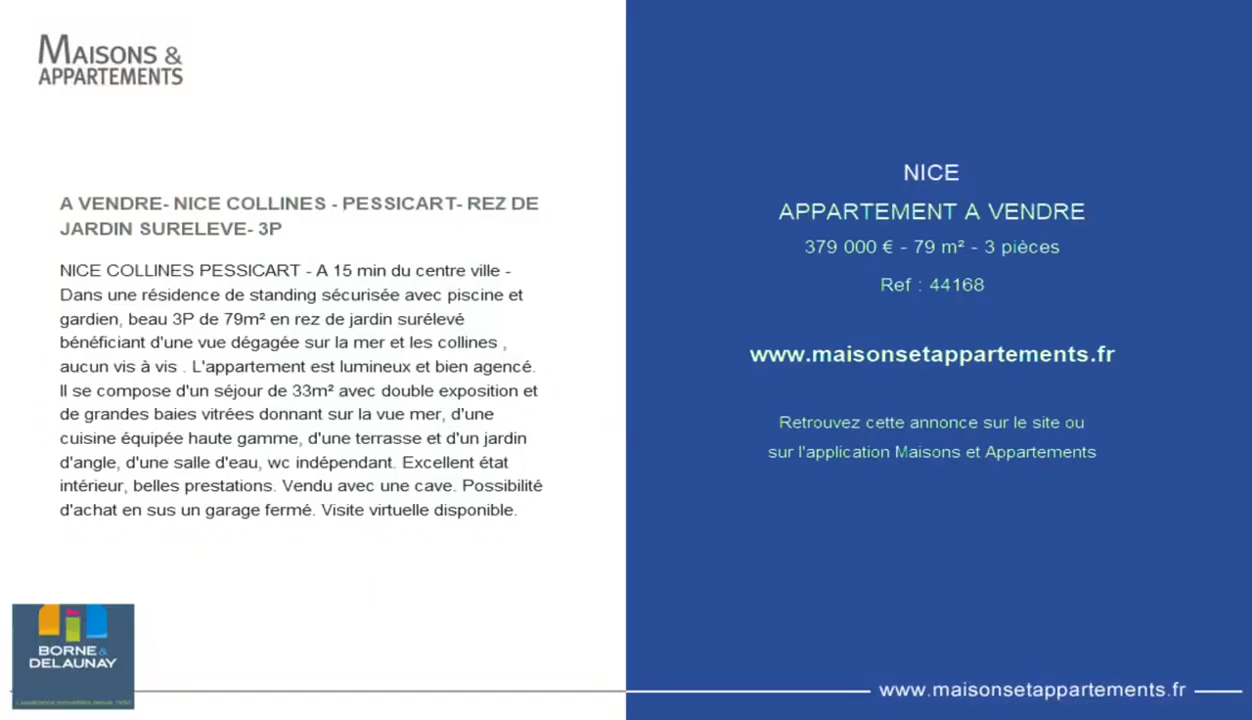 MAISONS &
APPARTEMENTS
A VENDRE- NICE COLLINES - PESSICART- REZ DE
JARDIN SURELEVE- 3P
NICE COLLINES PESSICART - A 15 min du centre ville -
Dans une résidence de standing sécurisée avec piscine et
gardien, beau 3P de 79m² en rez de jardin surélevé
bénéficiant d'une vue dégagée sur la mer et les collines ,
aucun vis à vis . L'appartement est lumineux et bien agencé.
Il se compose d'un séjour de 33m² avec double exposition et
de grandes baies vitrées donnant sur la vue mer, d'une
cuisine équipée haute gamme, d'une terrasse et d'un jardin
d'angle, d'une salle d'eau, wc indépendant. Excellent état
intérieur, belles prestations. Vendu avec une cave. Possibilité
d'achat en sus un garage fermé. Visite virtuelle disponible.
BORNE &
DELAUNAY
NICE
APPARTEMENT A VENDRE
379 000 € - 79 m² - 3 pièces
Ref : 44168
www.maisonsetappartements.fr
Retrouvez cette annonce sur le site ou
sur l'application Maisons et Appartements
www.maisonsetappartements.fr